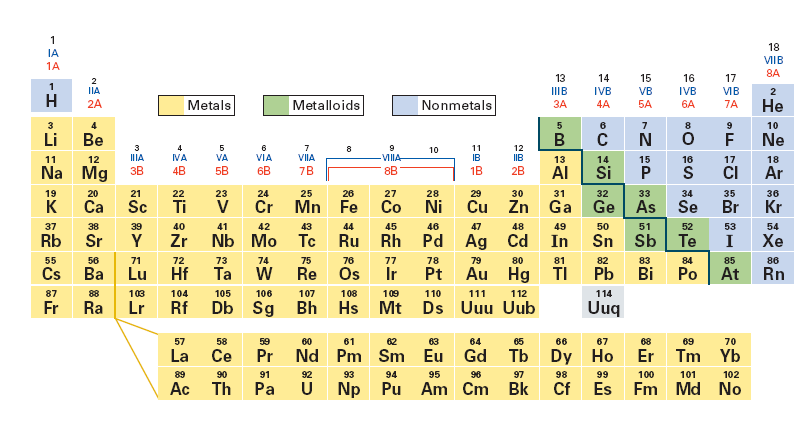 1
IA
1A
18
VIIB
8A
2
IIA
2A
13 14 15 16 17
IIIB IVB VB IVB VIB
3A 4A 5A 6A 7A
1 2
H He
Metals Metalloids Nonmetals
3 4 5 6 7 8 9 10
Li Be B C N O F Ne
3 4 5 6 7 8 9 10 11 12
IIIA IVA VA VIA VIIA VIIIA IB IIB
3B 4B 5B 6B 7B 8B 1B 2B
11 12 13 14 15 16 17 18
Na Mg Al Si P S Cl Ar
19 20 21 22 23 24 25 26 27 28 29 30 31 32 33 34 35 36
K Ca Sc Ti V Cr Mn Fe Co Ni Cu Zn Ga Ge As Se Br Kr
37 38 39 40 41 42 43 44 45 46 47 48 49 50 51 52 53 54
Rb Sr Y Zr Nb Mo Tc Ru Rh Pd Ag Cd In Sn Sb Te I Xe
55 56 71 72 73 74 75 76 77 78 79 80 81 82 83 84 85 86
Cs Ba Lu Hf Ta W Re Os Ir Pt Au Hg Tl Pb Bi Po At Rn
87 88 103 104 105 106 107 108 109 110 111 112 114
Fr Ra Lr Rf Db Sg Bh Hs Mt Ds Uuu Uub Uuq
57 58 59 60 61 62 63 64 65 66 67 68 69 70
La Ce Pr Nd Pm Sm Eu Gd Tb Dy Ho Er Tm Yb
89 90 91 92 93 94 95 96 97 98 99 100 101 102
Ac Th Pa U Np Pu Am Cm Bk Cf Es Fm Md No